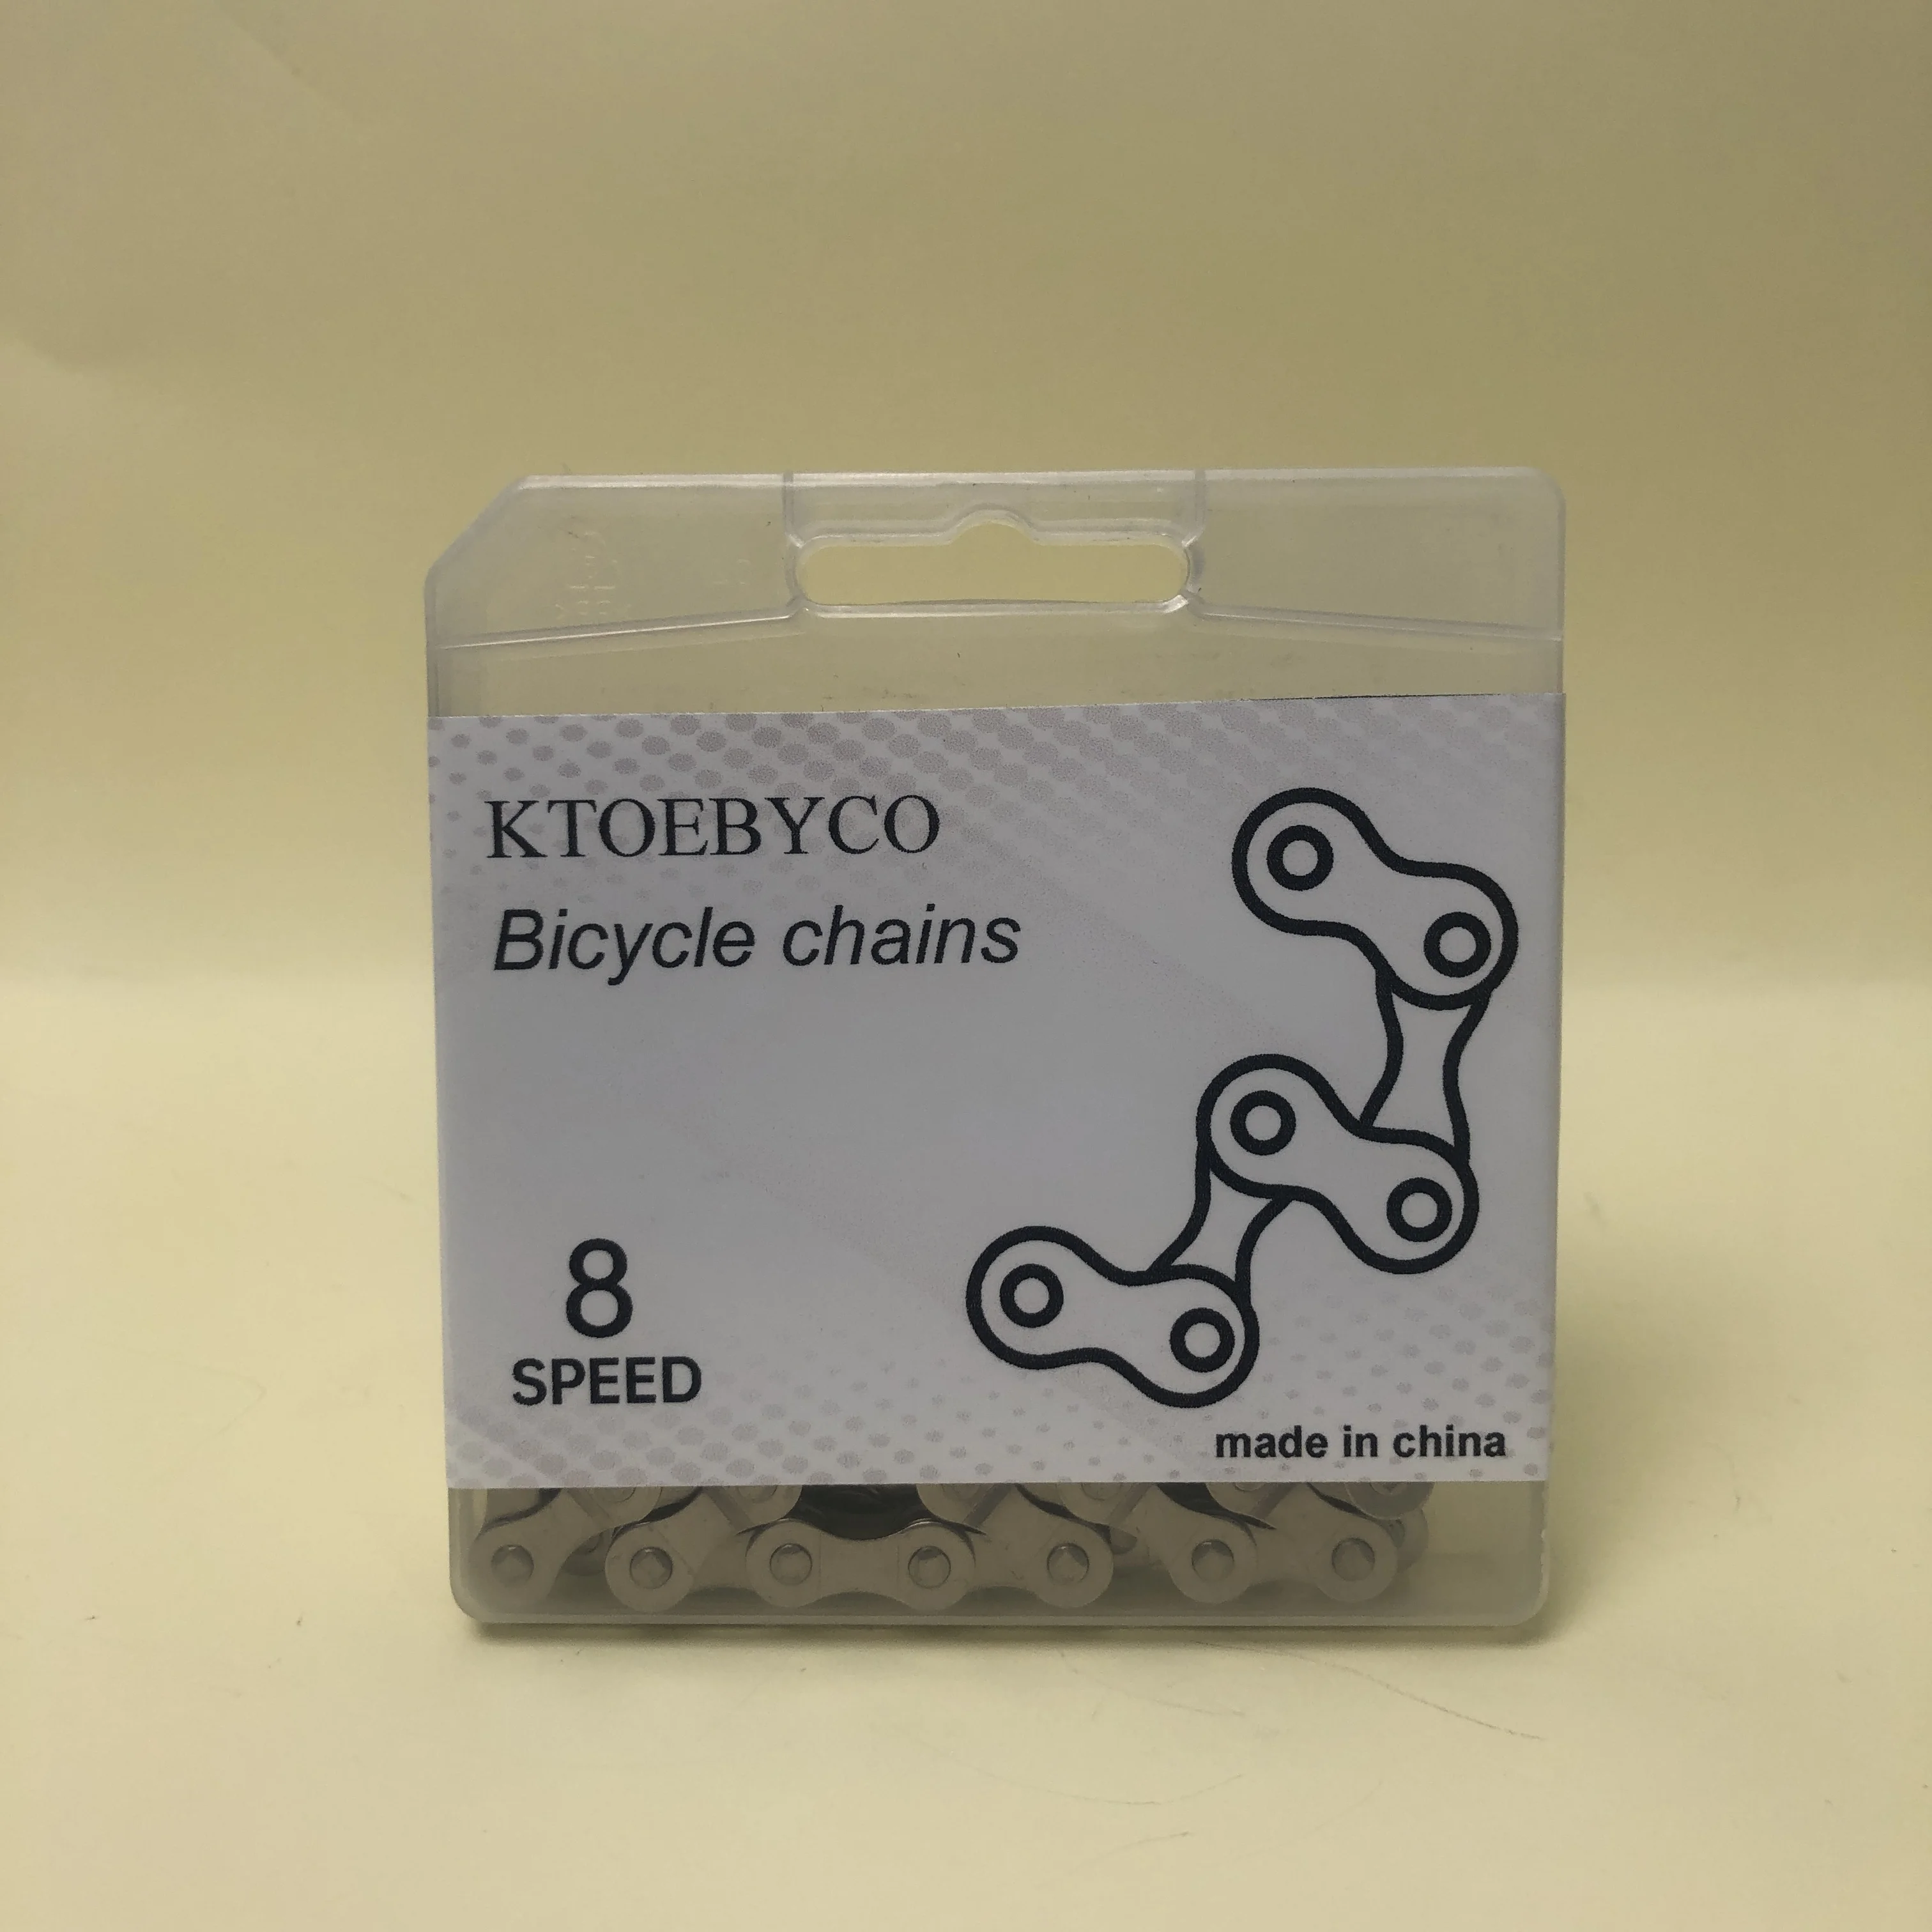 KTOEBYCO
Bicycle chains
8
SPEED
made in china